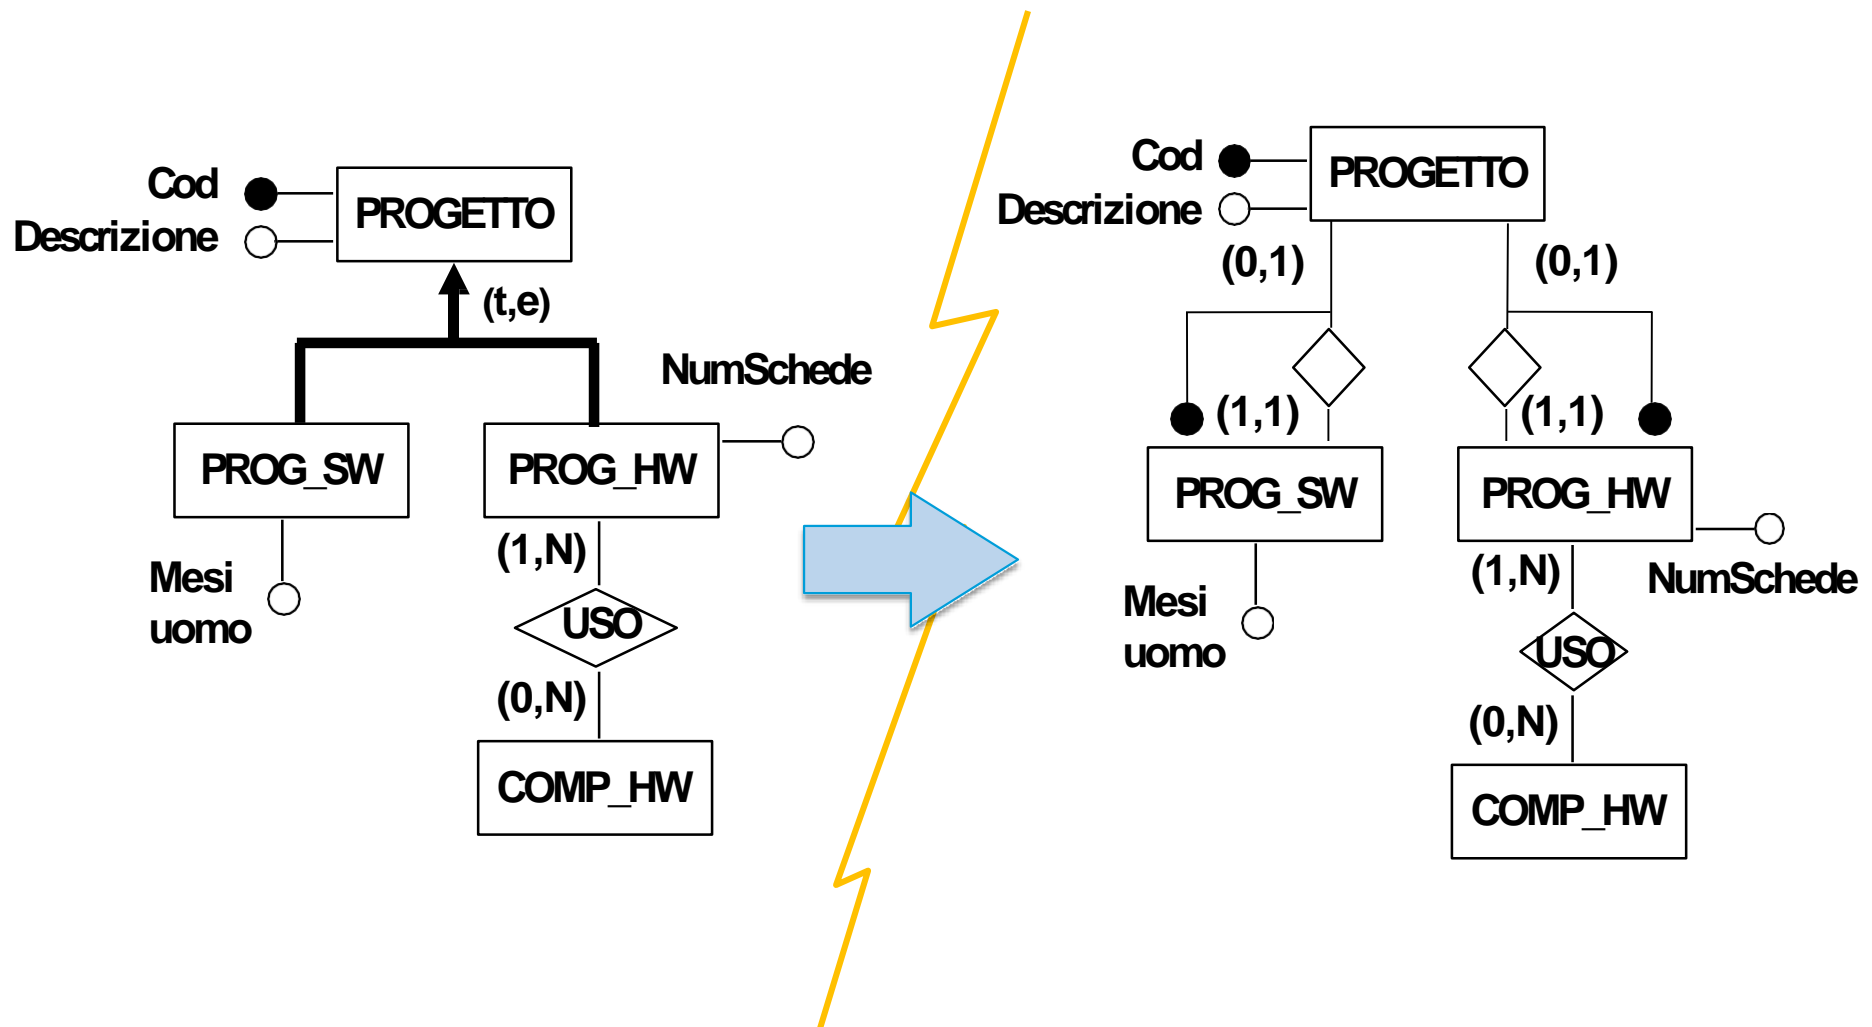 Cod
Descrizione
PROGETTO
(t,e)
NumSchede
PROG_SW
PROG_HW
Mesi
uomo
(1,N)
USO
(0,N)
COMP_HW
Cod
Descrizione
PROGETTO
(0,1)
(0,1)
(1,1)
(1,1)
PROG_SW
PROG_HW
Mesi
uomo
(1,N)
NumSchede
USO
(0,N)
COMP_HW